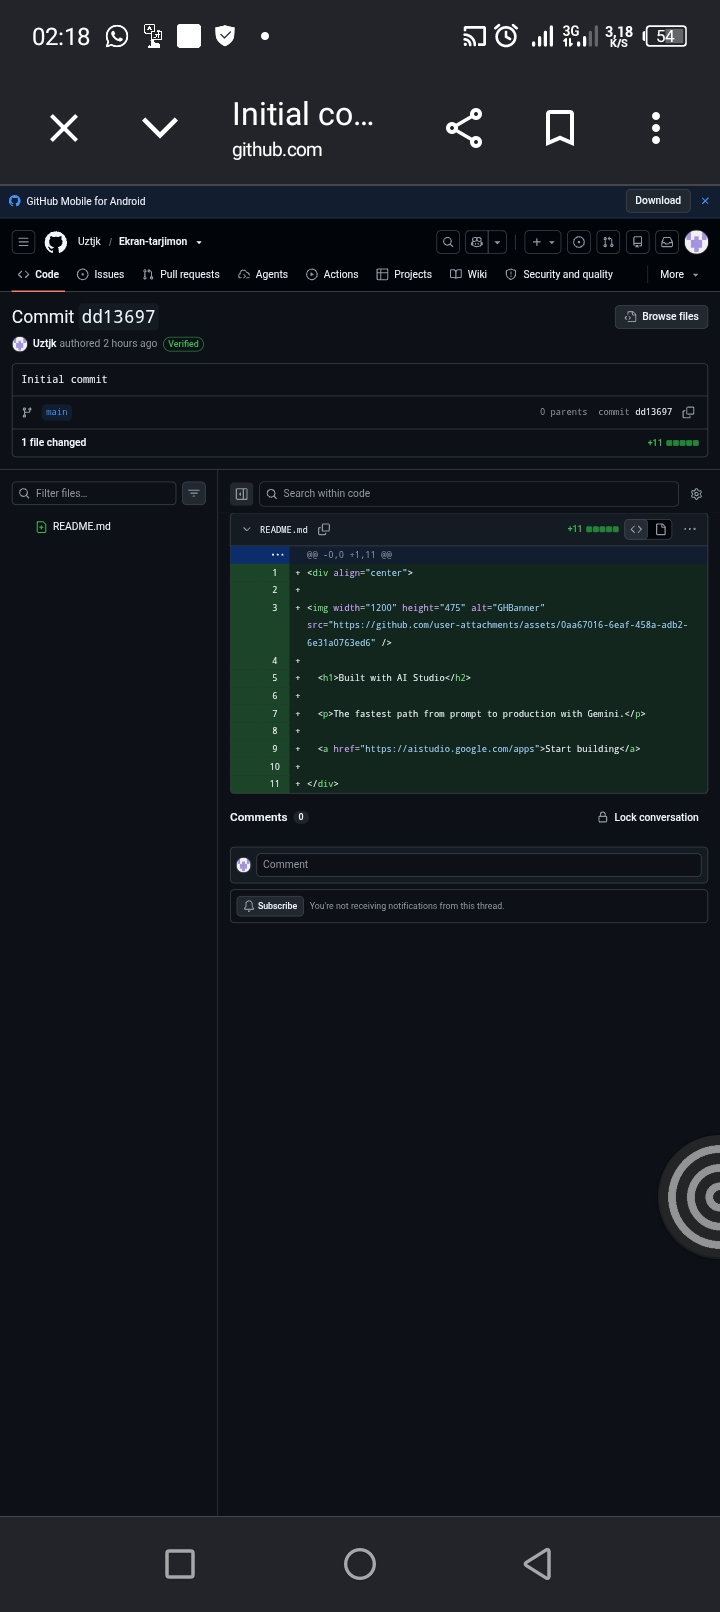 02:18
3G
3,18
K/S
54
Initial co...
github.com
GitHub Mobile for Android
Download
Uztjk / Ekran-tarjimon
Code
Issues
Pull requests
Agents
Actions
Projects
Wiki
Security and quality
More
Commit dd13697
Browse files
Uztjk authored 2 hours ago
Verified
Initial commit
main
0 parents commit dd13697
1 file changed
+11
Filter files...
Search within code
README.md
README.md
+11
@@ -0,0 +1,11 @@
1 + <div align="center">
2 +
3 + <img width="1200" height="475" alt="GHBanner"
src="https://github.com/user-attachments/assets/0aa67016-6eaf-458a-adb2-
6e31a0763ed6" />
4 +
5 + <h1>Built with AI Studio</h2>
6 +
7 + <p>The fastest path from prompt to production with Gemini.</p>
8 +
9 + <a href="https://aistudio.google.com/apps">Start building</a>
10 +
11 + </div>
Comments 0
Lock conversation
Comment
Subscribe
You're not receiving notifications from this thread.